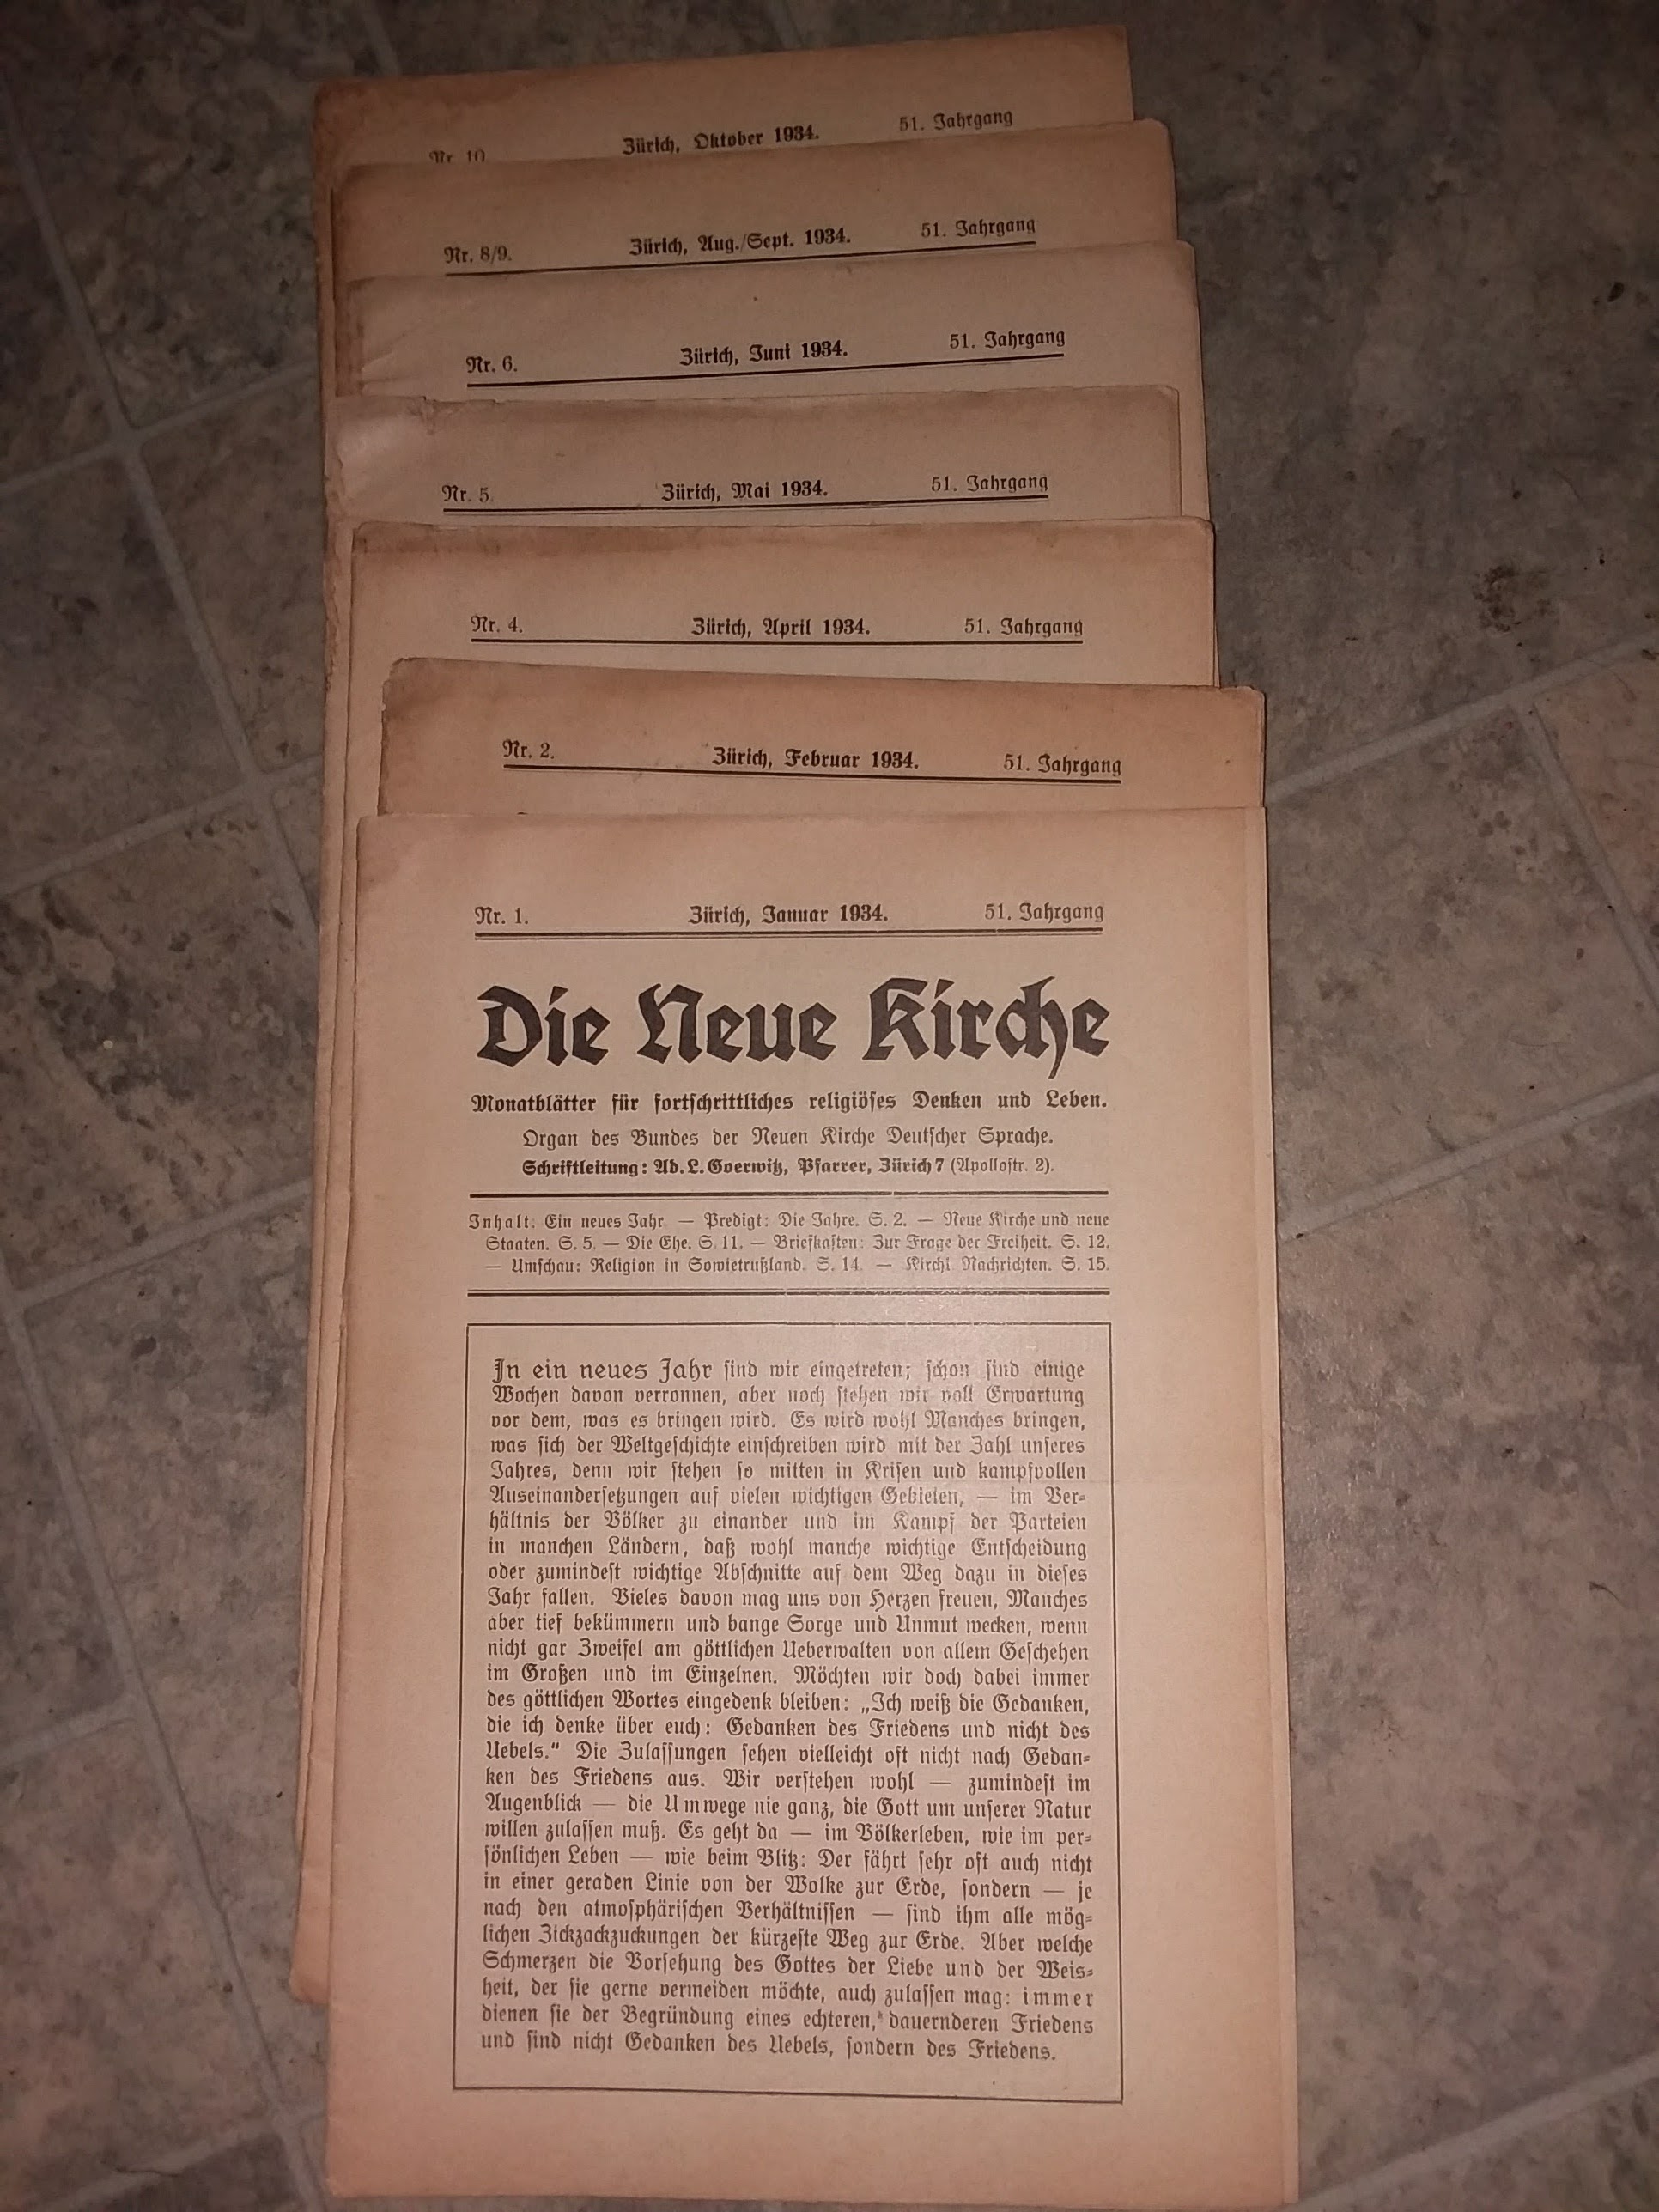 Nr. 10 Zürich, Oktober 1934. 51. Jahrgang
Nr. 8/9. Zürich, Aug./Sept. 1934. 51. Jahrgang
Nr. 6. Zürich, Juni 1934. 51. Jahrgang
Nr. 5. Zürich, Mai 1934. 51. Jahrgang
Nr. 4. Zürich, April 1934. 51. Jahrgang
Nr. 2. Zürich, Februar 1934. 51. Jahrgang
Nr. 1. Zürich, Januar 1934. 51. Jahrgang
Die Neue Kirche
Monatblätter für fortschrittliches religiöses Denken und Leben.
Organ des Bundes der Neuen Kirche Deutscher Sprache.
Schriftleitung: Ad. L. Goerwitz, Pfarrer, Zürich 7 (Apollostr. 2).
Inhalt: Ein neues Jahr — Predigt: Die Jahre. S. 2. — Neue Kirche und neue
Staaten. S. 5. — Die Ehe. S. 11. — Briefkasten: Zur Frage der Freiheit. S. 12.
— Umschau: Religion in Sowietrußland. S. 14. — Kirchl. Nachrichten. S. 15.
In ein neues Jahr sind wir eingetreten; schon sind einige
Wochen davon verronnen, aber noch stehen wir voll Erwartung
vor dem, was es bringen wird. Es wird wohl Manches bringen,
was sich der Weltgeschichte einschreiben wird mit der Zahl unseres
Jahres, denn wir stehen so mitten in Krisen und kampfvollen
Auseinandersetzungen auf vielen wichtigen Gebieten, — im Ver-
hältnis der Völker zu einander und im Kampf der Parteien
in manchen Ländern, daß wohl manche wichtige Entscheidung
oder zumindest wichtige Abschnitte auf dem Weg dazu in dieses
Jahr fallen. Vieles davon mag uns von Herzen freuen, Manches
aber tief bekümmern und bange Sorge und Unmut wecken, wenn
nicht gar Zweifel am göttlichen Ueberwalten von allem Geschehen
im Großen und im Einzelnen. Möchten wir doch dabei immer
des göttlichen Wortes eingedenk bleiben: „Ich weiß die Gedanken,
die ich denke über euch: Gedanken des Friedens und nicht des
Uebels.“ Die Zulassungen sehen vielleicht oft nicht nach Gedan-
ken des Friedens aus. Wir verstehen wohl — zumindest im
Augenblick — die Umwege nie ganz, die Gott um unserer Natur
willen zulassen muß. Es geht da — im Völkerleben, wie im per-
sönlichen Leben — wie beim Blitz: Der fährt sehr oft auch nicht
in einer geraden Linie von der Wolke zur Erde, sondern — je
nach den atmosphärischen Verhältnissen — sind ihm alle mög-
lichen Zickzackzuckungen der kürzeste Weg zur Erde. Aber welche
Schmerzen die Vorsehung des Gottes der Liebe und der Weis-
heit, der sie gerne vermeiden möchte, auch zulassen mag: immer
dienen sie der Begründung eines echteren, dauernderen Friedens
und sind nicht Gedanken des Uebels, sondern des Friedens.